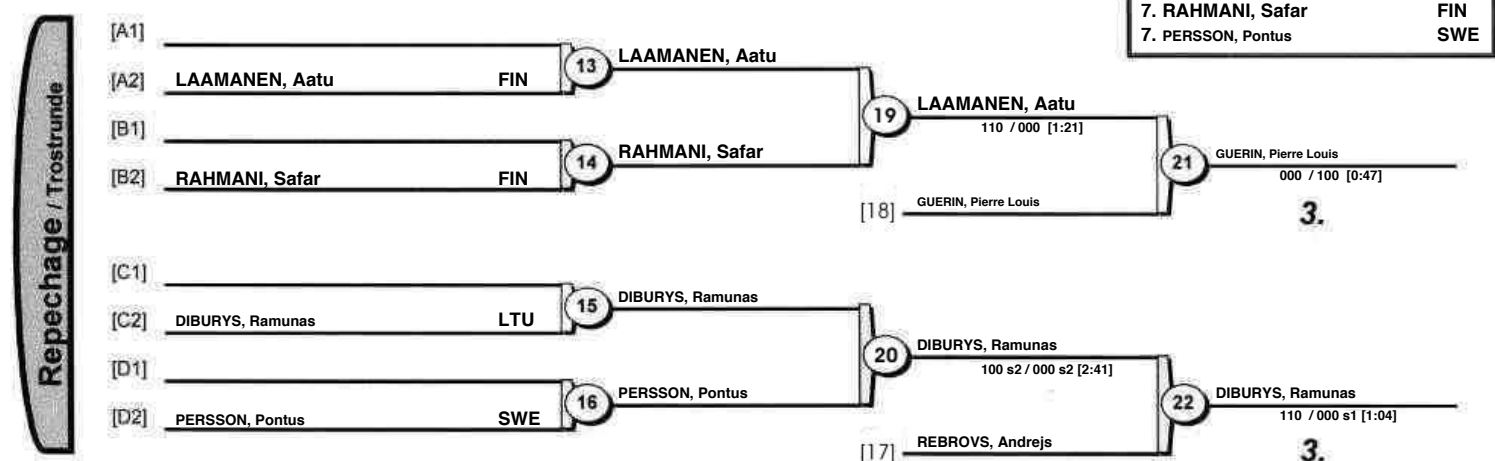 7. RAHMANI, Safar FIN
7. PERSSON, Pontus SWE
Repechage / Trostrunde
[A1]
[A2] LAAMANEN, Aatu FIN
13 LAAMANEN, Aatu
[B1]
[B2] RAHMANI, Safar FIN
14 RAHMANI, Safar
19 LAAMANEN, Aatu
110 / 000 [1:21]
[18] GUERIN, Pierre Louis
21 GUERIN, Pierre Louis
000 / 100 [0:47]
3.
[C1]
[C2] DIBURYS, Ramunas LTU
15 DIBURYS, Ramunas
[D1]
[D2] PERSSON, Pontus SWE
16 PERSSON, Pontus
20 DIBURYS, Ramunas
100 s2 / 000 s2 [2:41]
[17] REBROVS, Andrejs
22 DIBURYS, Ramunas
110 / 000 s1 [1:04]
3.